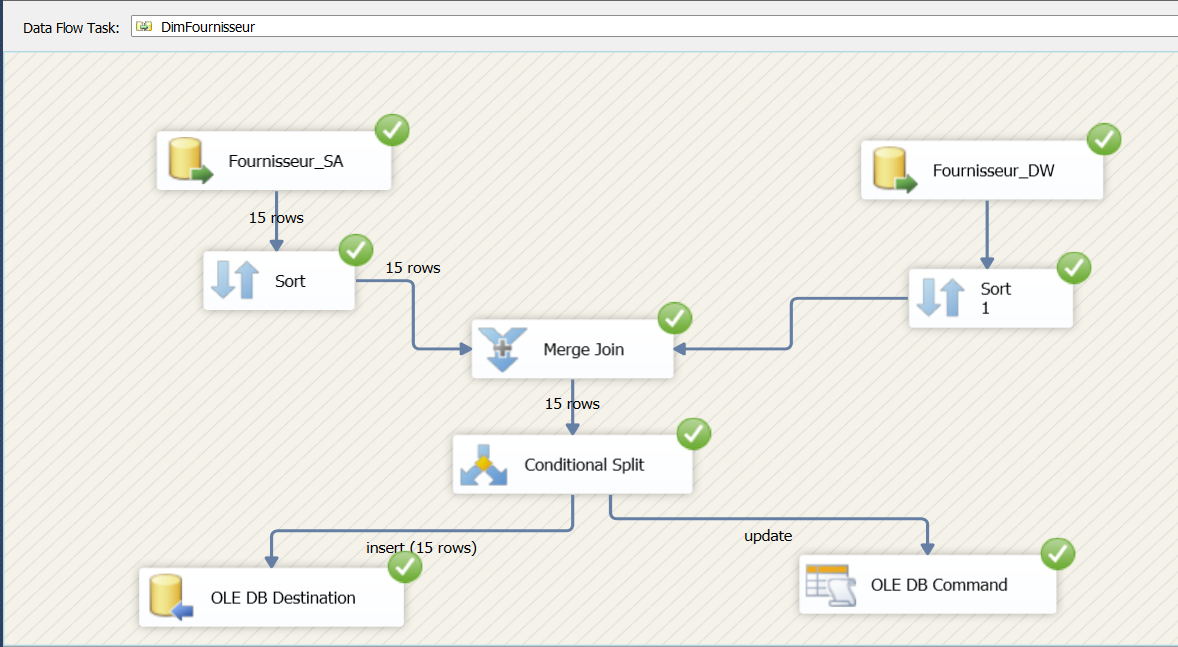 Data Flow Task: DimFournisseur
Fournisseur_SA
Fournisseur_DW
15 rows
15 rows
Sort
Sort
1
Merge Join
15 rows
Conditional Split
insert (15 rows)
update
OLE DB Destination
OLE DB Command